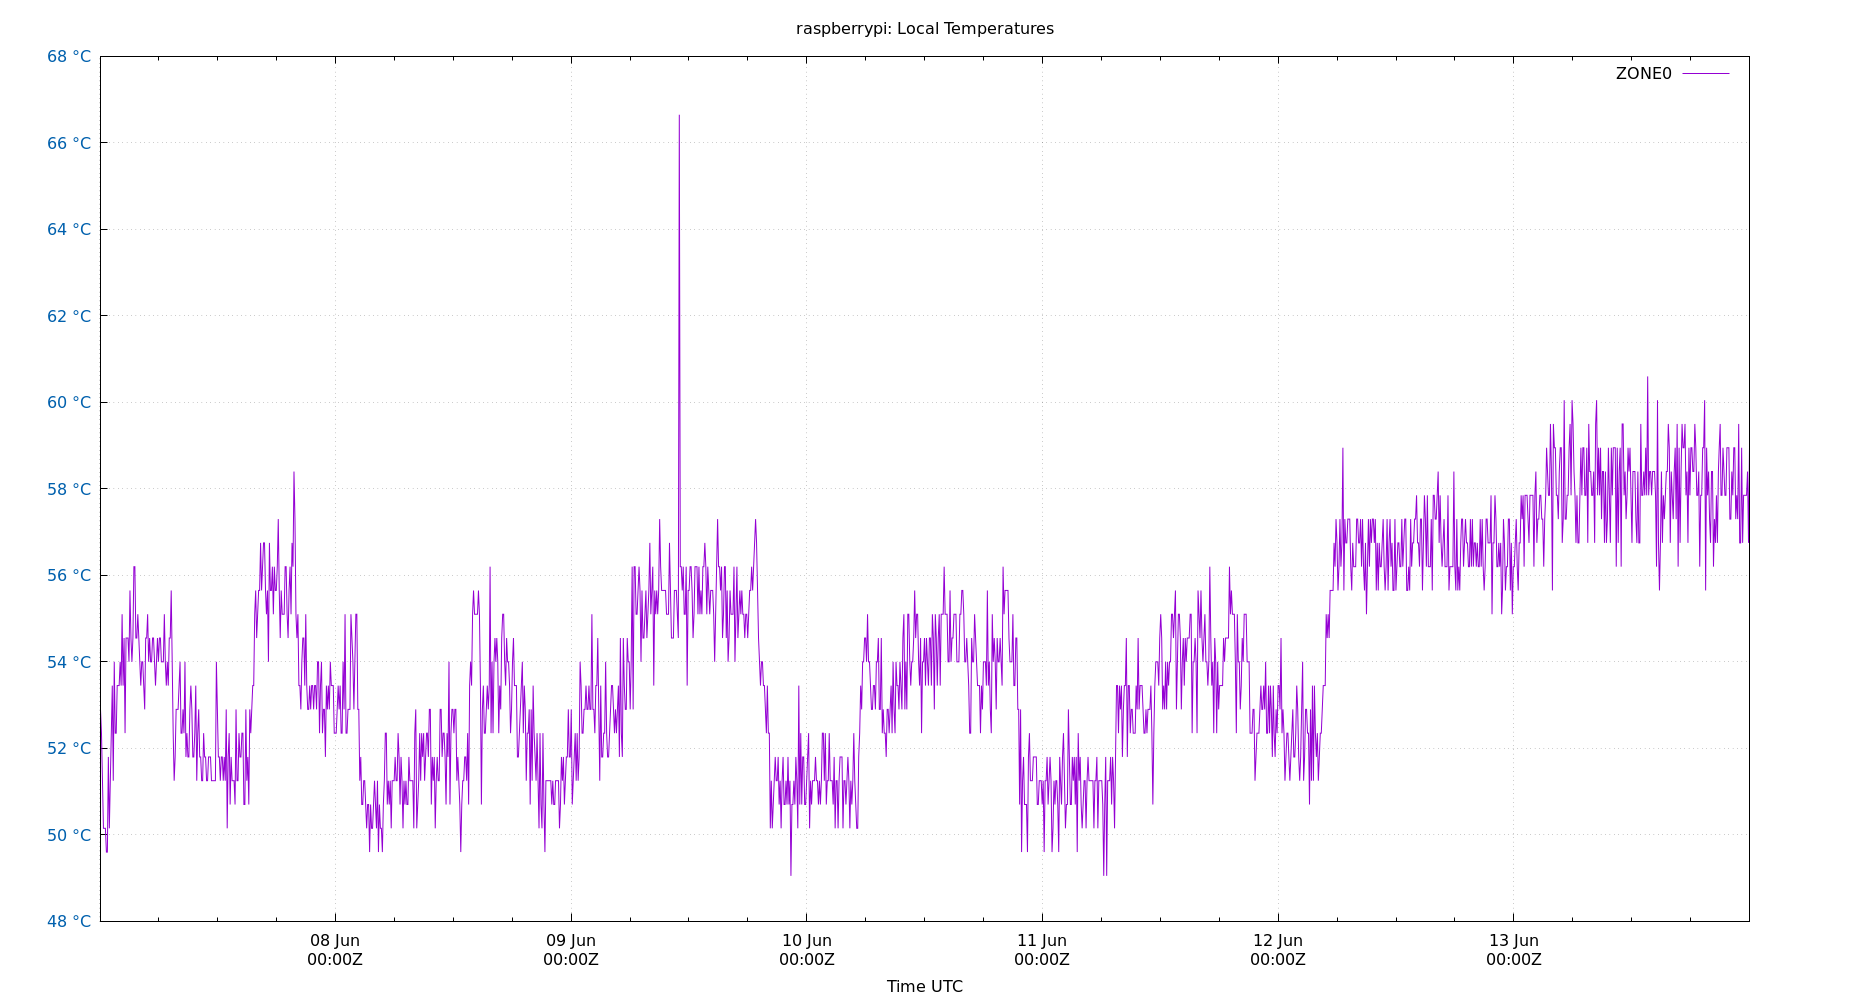 raspberrypi: Local Temperatures
ZONE0
68 °C
66 °C
64 °C
62 °C
60 °C
58 °C
56 °C
54 °C
52 °C
50 °C
48 °C
08 Jun
00:00Z
09 Jun
00:00Z
10 Jun
00:00Z
11 Jun
00:00Z
12 Jun
00:00Z
13 Jun
00:00Z
Time UTC